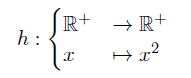 h : { ℝ⁺ → ℝ⁺
x ↦ x²